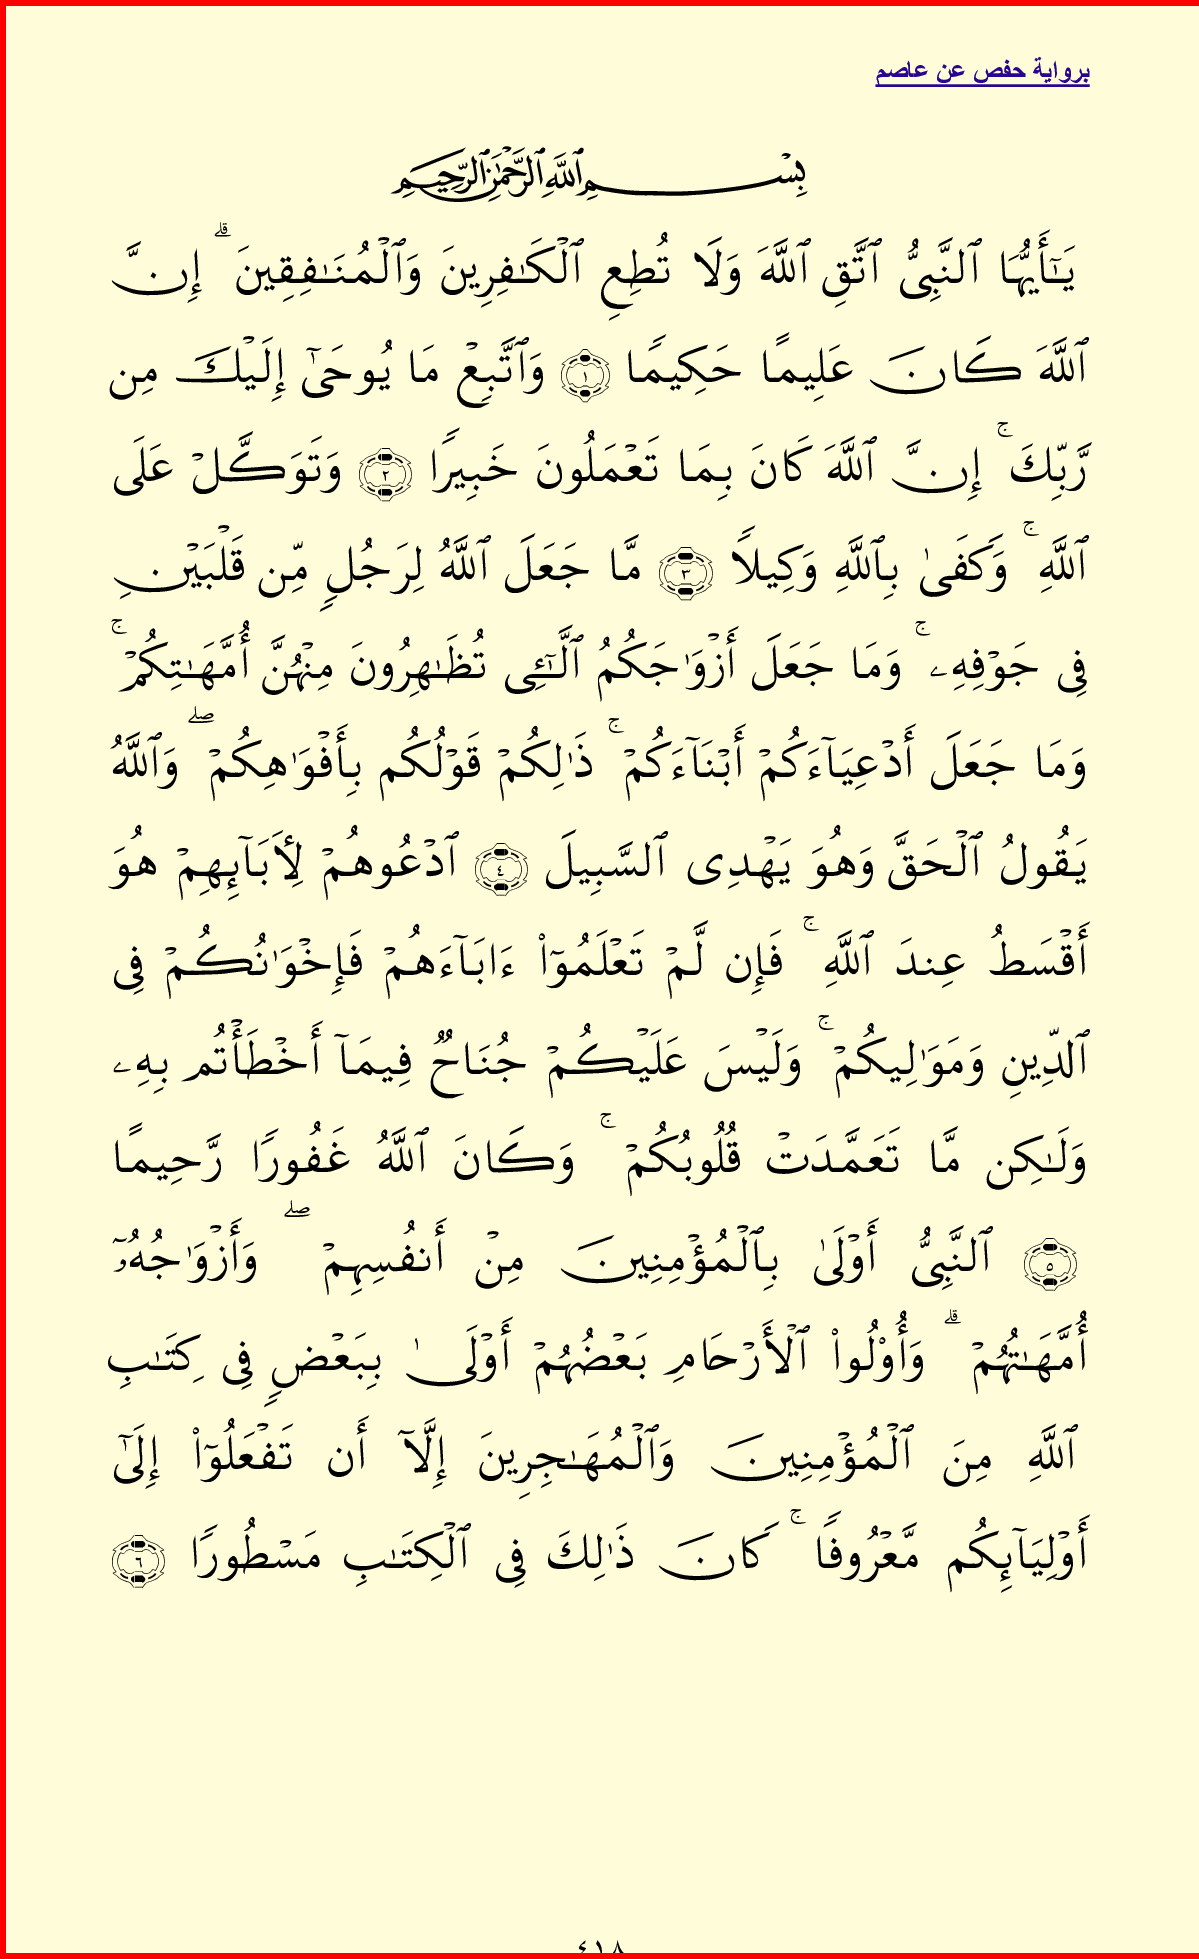 برواية حفص عن عاصم
بِسْمِ ٱللَّهِ ٱلرَّحْمَٰنِ ٱلرَّحِيمِ
يَـٰٓأَيُّهَا ٱلنَّبِىُّ ٱتَّقِ ٱللَّهَ وَلَا تُطِعِ ٱلْكَـٰفِرِينَ وَٱلْمُنَـٰفِقِينَ ۗ إِنَّ
ٱللَّهَ كَانَ عَلِيمًا حَكِيمًا ﴿١﴾ وَٱتَّبِعْ مَا يُوحَىٰٓ إِلَيْكَ مِن
رَّبِّكَ ۚ إِنَّ ٱللَّهَ كَانَ بِمَا تَعْمَلُونَ خَبِيرًا ﴿٢﴾ وَتَوَكَّلْ عَلَى
ٱللَّهِ ۚ وَكَفَىٰ بِٱللَّهِ وَكِيلًا ﴿٣﴾ مَّا جَعَلَ ٱللَّهُ لِرَجُلٍ مِّن قَلْبَيْنِ
فِى جَوْفِهِۦ ۚ وَمَا جَعَلَ أَزْوَٰجَكُمُ ٱلَّـٰٓـِٔى تُظَـٰهِرُونَ مِنْهُنَّ أُمَّهَـٰتِكُمْ ۚ
وَمَا جَعَلَ أَدْعِيَآءَكُمْ أَبْنَآءَكُمْ ۚ ذَٰلِكُمْ قَوْلُكُم بِأَفْوَٰهِكُمْ ۖ وَٱللَّهُ
يَقُولُ ٱلْحَقَّ وَهُوَ يَهْدِى ٱلسَّبِيلَ ﴿٤﴾ ٱدْعُوهُمْ لِأَبَآئِهِمْ هُوَ
أَقْسَطُ عِندَ ٱللَّهِ ۚ فَإِن لَّمْ تَعْلَمُوٓا۟ ءَابَآءَهُمْ فَإِخْوَٰنُكُمْ فِى
ٱلدِّينِ وَمَوَٰلِيكُمْ ۚ وَلَيْسَ عَلَيْكُمْ جُنَاحٌ فِيمَآ أَخْطَأْتُم بِهِۦ
وَلَـٰكِن مَّا تَعَمَّدَتْ قُلُوبُكُمْ ۚ وَكَانَ ٱللَّهُ غَفُورًا رَّحِيمًا
﴿٥﴾ ٱلنَّبِىُّ أَوْلَىٰ بِٱلْمُؤْمِنِينَ مِنْ أَنفُسِهِمْ ۖ وَأَزْوَٰجُهُۥٓ
أُمَّهَـٰتُهُمْ ۗ وَأُو۟لُوا۟ ٱلْأَرْحَامِ بَعْضُهُمْ أَوْلَىٰ بِبَعْضٍ فِى كِتَـٰبِ
ٱللَّهِ مِنَ ٱلْمُؤْمِنِينَ وَٱلْمُهَـٰجِرِينَ إِلَّآ أَن تَفْعَلُوٓا۟ إِلَىٰٓ
أَوْلِيَآئِكُم مَّعْرُوفًا ۚ كَانَ ذَٰلِكَ فِى ٱلْكِتَـٰبِ مَسْطُورًا ﴿٦﴾
٤١٨